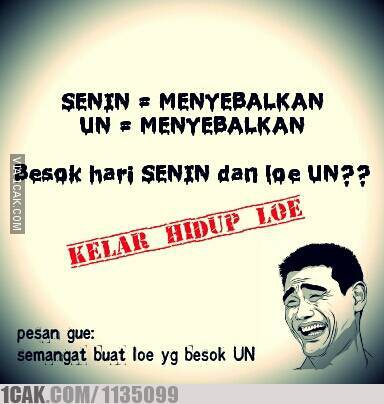 SENIN = MENYEBALKAN
UN = MENYEBALKAN
Besok hari SENIN dan loe UN??
KELAR HIDUP LOE
pesan gue:
semangat buat loe yg besok UN
VIA 1CAK.COM
1CAK.COM/1135099